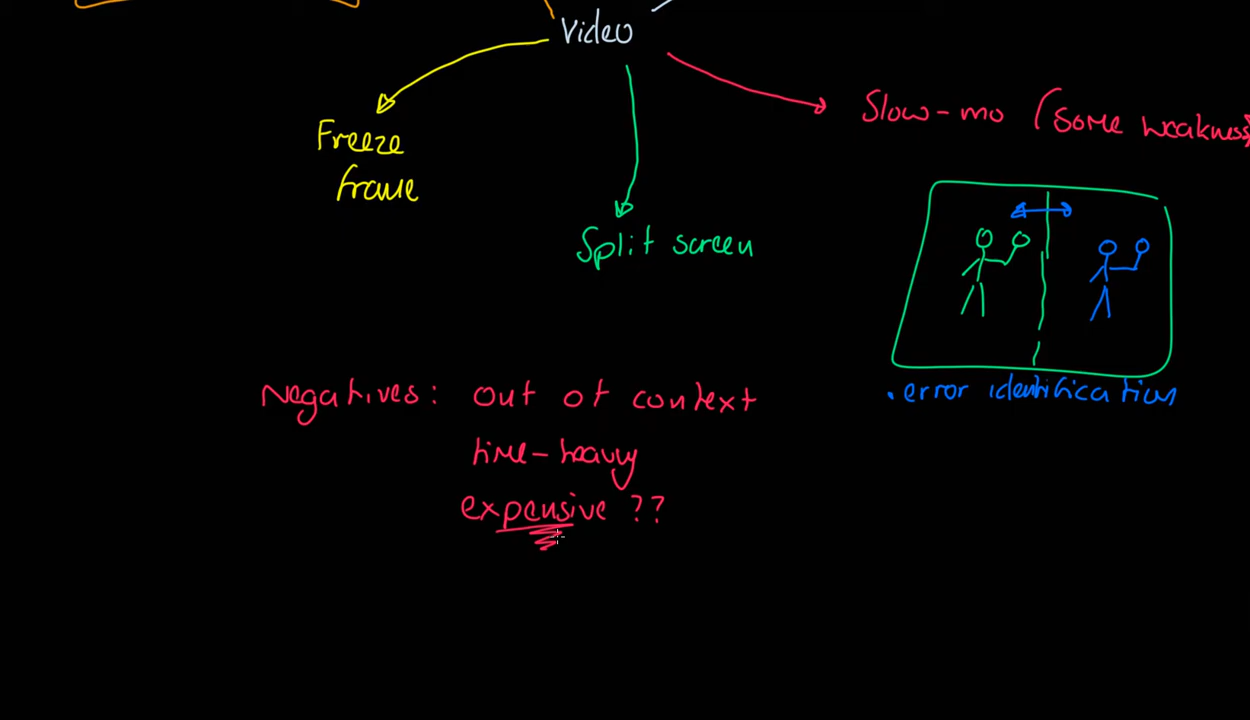 Video
Slow-mo (some weakness)
Freeze
frame
Split screen
Negatives: out of context
. error identification
time-heavy
expensive ??